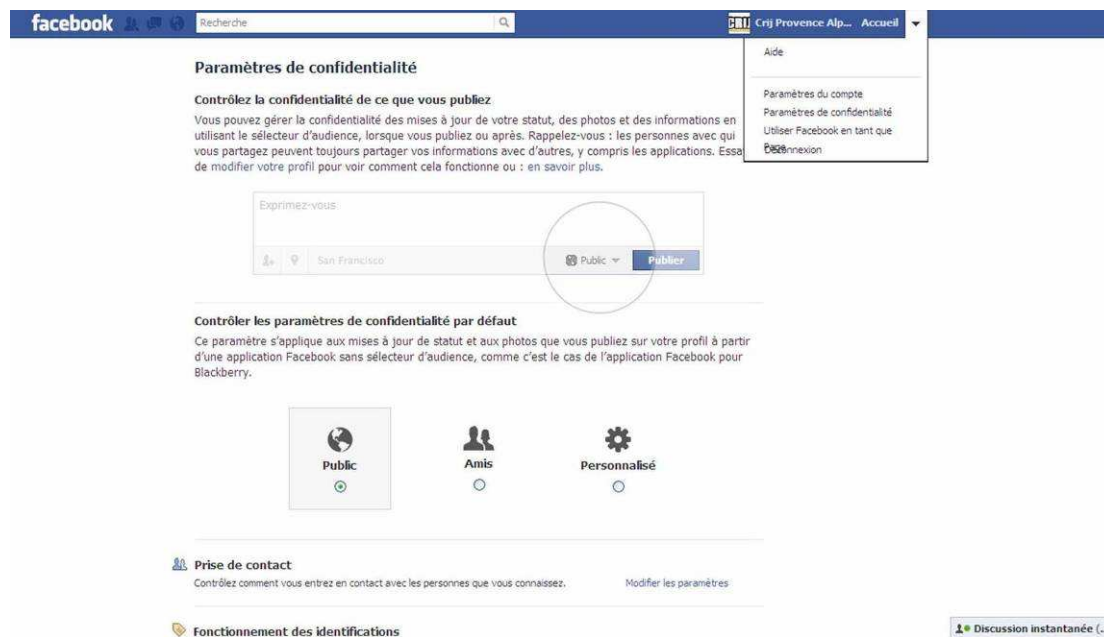 facebook Recherche CRIJ Crij Provence Alp... Accueil
Aide
Paramètres du compte
Paramètres de confidentialité
Utiliser Facebook en tant que
Page
Déconnexion
Paramètres de confidentialité
Contrôlez la confidentialité de ce que vous publiez
Vous pouvez gérer la confidentialité des mises à jour de votre statut, des photos et des informations en
utilisant le sélecteur d'audience, lorsque vous publiez ou après. Rappelez-vous : les personnes avec qui
vous partagez peuvent toujours partager vos informations avec d'autres, y compris les applications. Essa
de modifier votre profil pour voir comment cela fonctionne ou : en savoir plus.
Exprimez-vous
San Francisco Public Publier
Contrôler les paramètres de confidentialité par défaut
Ce paramètre s'applique aux mises à jour de statut et aux photos que vous publiez sur votre profil à partir
d'une application Facebook sans sélecteur d'audience, comme c'est le cas de l'application Facebook pour
Blackberry.
Public Amis Personnalisé
Prise de contact
Contrôlez comment vous entrez en contact avec les personnes que vous connaissez. Modifier les paramètres
Fonctionnement des identifications
Discussion instantanée (..